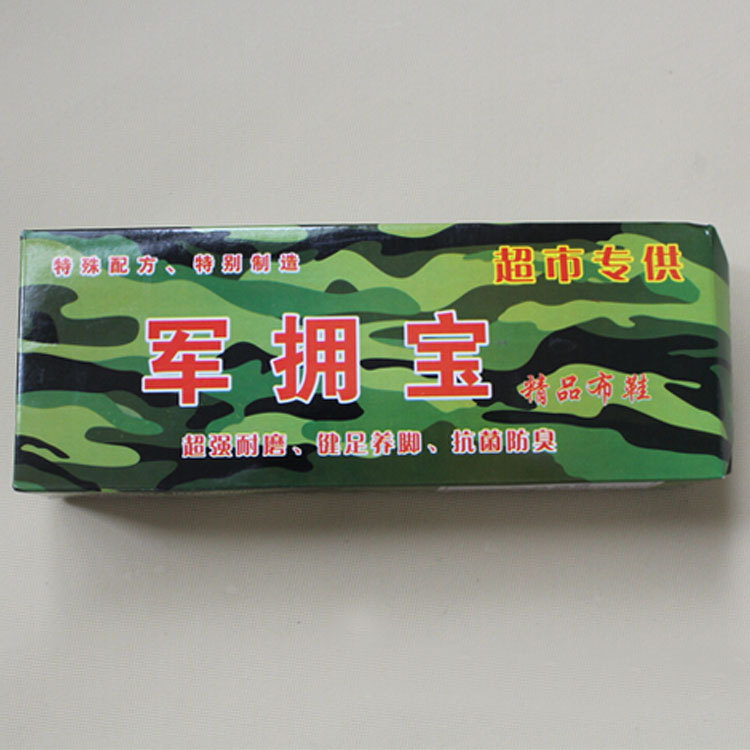 特殊配方、特别制造
超市专供
军拥宝
精品布鞋
超强耐磨、健足养脚、抗菌防臭